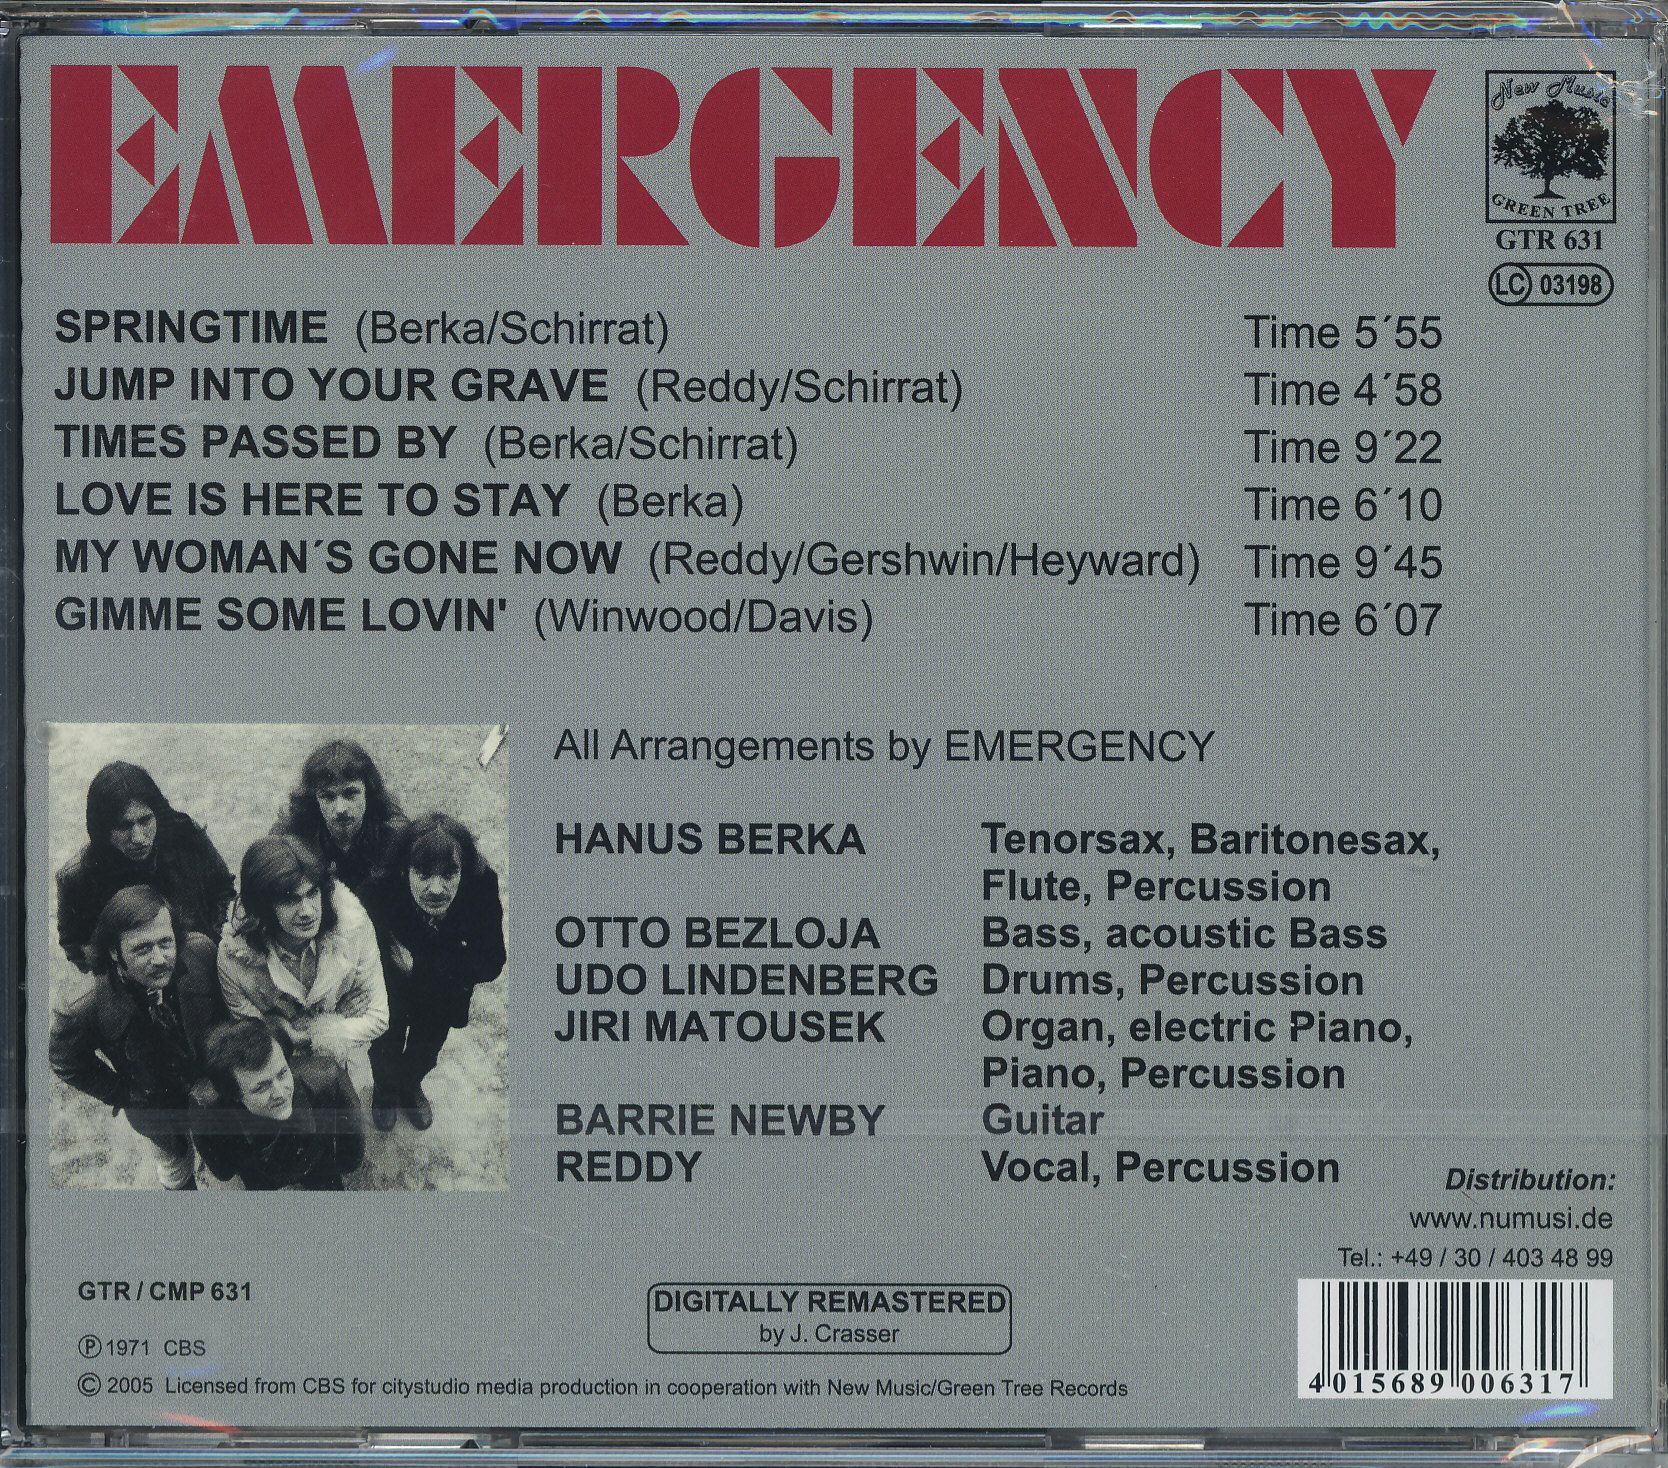 EMERGENCY
New Music
GREEN TREE
GTR 631
LC 03198
SPRINGTIME (Berka/Schirrat) Time 5´55
JUMP INTO YOUR GRAVE (Reddy/Schirrat) Time 4´58
TIMES PASSED BY (Berka/Schirrat) Time 9´22
LOVE IS HERE TO STAY (Berka) Time 6´10
MY WOMAN´S GONE NOW (Reddy/Gershwin/Heyward) Time 9´45
GIMME SOME LOVIN' (Winwood/Davis) Time 6´07
All Arrangements by EMERGENCY
HANUS BERKA Tenorsax, Baritonesax,
Flute, Percussion
OTTO BEZLOJA Bass, acoustic Bass
UDO LINDENBERG Drums, Percussion
JIRI MATOUSEK Organ, electric Piano,
Piano, Percussion
BARRIE NEWBY Guitar
REDDY Vocal, Percussion
Distribution:
www.numusi.de
Tel.: +49 / 30 / 403 48 99
GTR / CMP 631
DIGITALLY REMASTERED
by J. Crasser
℗ 1971 CBS
© 2005 Licensed from CBS for citystudio media production in cooperation with New Music/Green Tree Records
4 015689 006317